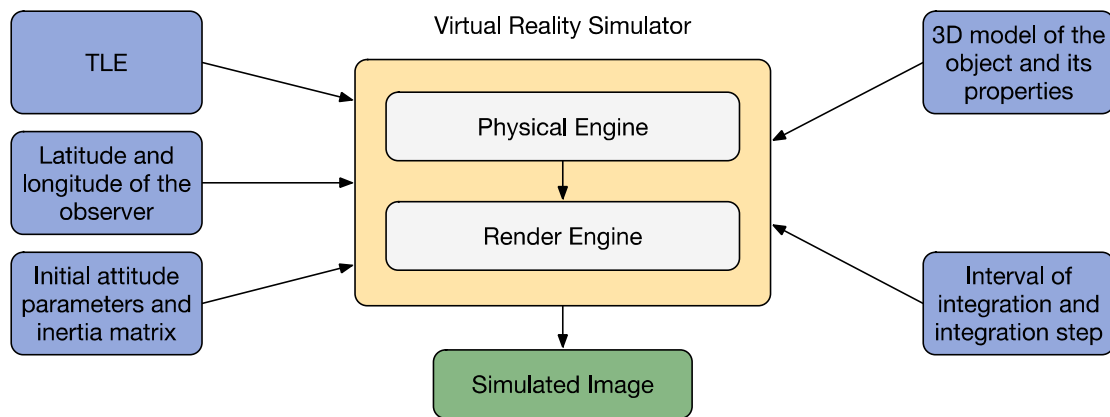 Virtual Reality Simulator
TLE
Latitude and
longitude of the
observer
Initial attitude
parameters and
inertia matrix
Physical Engine
Render Engine
3D model of the
object and its
properties
Interval of
integration and
integration step
Simulated Image